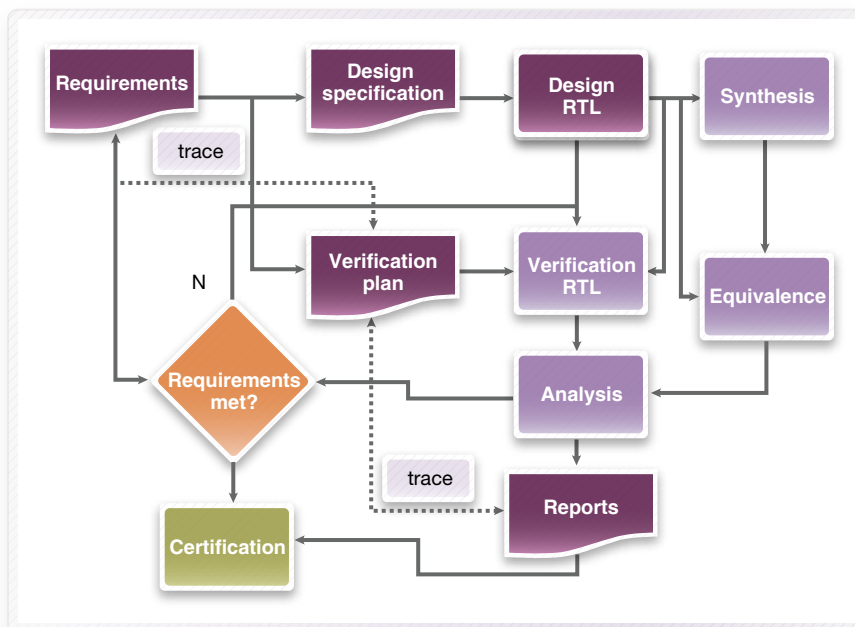 Requirements
Design
specification
Design
RTL
Synthesis
trace
Verification
plan
Verification
RTL
Equivalence
N
Requirements
met?
Analysis
trace
Reports
Certification